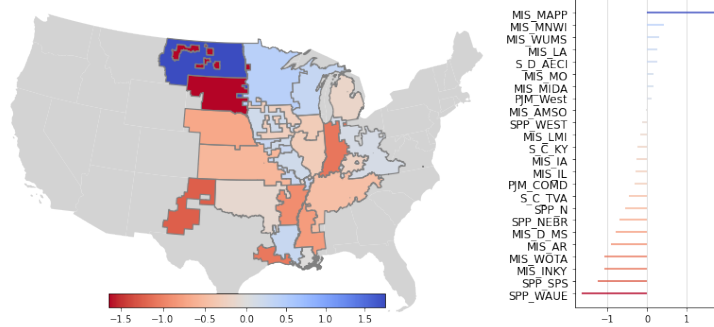 −1.5 −1.0 −0.5 0.0 0.5 1.0 1.5
MIS_MAPP
MIS_MNWI
MIS_WUMS
MIS_LA
S_D_AECI
MIS_MO
MIS_MIDA
PJM_West
MIS_AMSO
SPP_WEST
MIS_LMI
S_C_KY
MIS_IA
MIS_IL
PJM_COMD
S_C_TVA
SPP_N
SPP_NEBR
MIS_D_MS
MIS_AR
MIS_WOTA
MIS_INKY
SPP_SPS
SPP_WAUE
−1 0 1